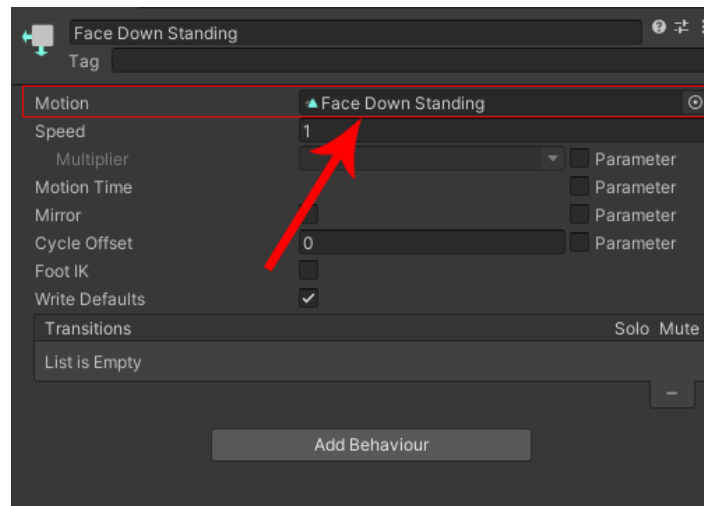 Face Down Standing
Tag
Motion Face Down Standing
Speed 1
Multiplier Parameter
Motion Time Parameter
Mirror Parameter
Cycle Offset 0 Parameter
Foot IK
Write Defaults
Transitions Solo Mute
List is Empty
Add Behaviour